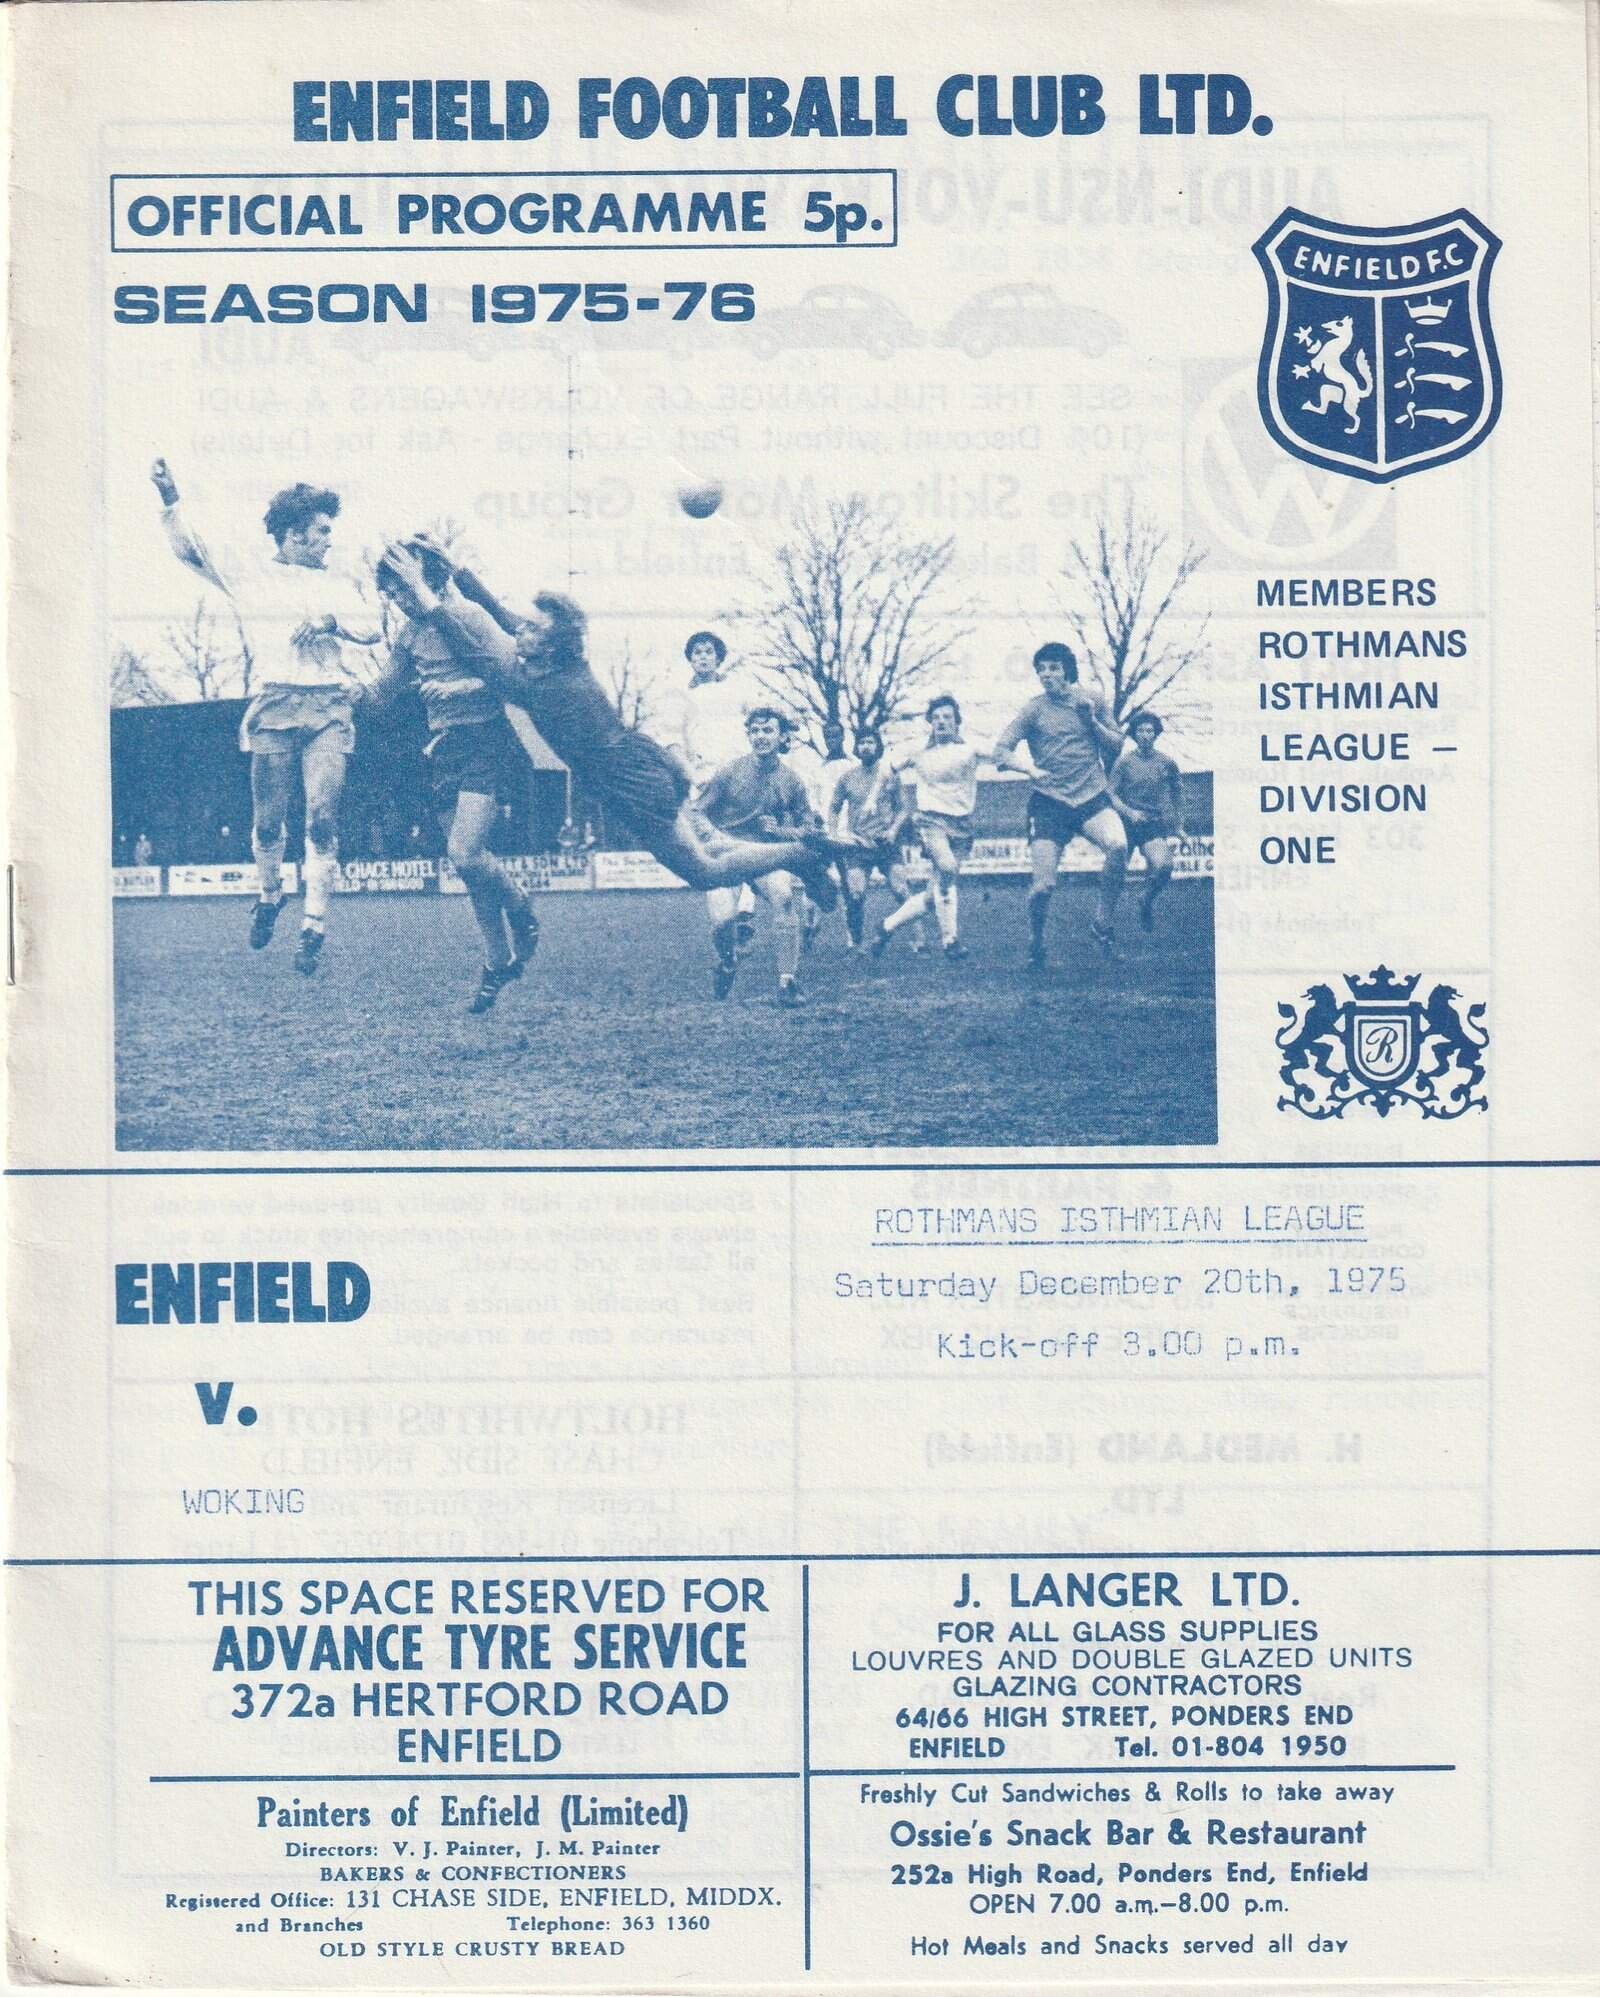 ENFIELD FOOTBALL CLUB LTD.
OFFICIAL PROGRAMME 5p.
SEASON 1975-76
ENFIELD F.C
MEMBERS
ROTHMANS
ISTHMIAN
LEAGUE –
DIVISION
ONE
CHACE HOTEL
R
ROTHMANS ISTHMIAN LEAGUE
Saturday December 20th, 1975
Kick-off 3.00 p.m.
ENFIELD
v.
WOKING
THIS SPACE RESERVED FOR
ADVANCE TYRE SERVICE
372a HERTFORD ROAD
ENFIELD
J. LANGER LTD.
FOR ALL GLASS SUPPLIES
LOUVRES AND DOUBLE GLAZED UNITS
GLAZING CONTRACTORS
64/66 HIGH STREET, PONDERS END
ENFIELD Tel. 01-804 1950
Painters of Enfield (Limited)
Directors: V. J. Painter, J. M. Painter
BAKERS & CONFECTIONERS
Registered Office: 131 CHASE SIDE, ENFIELD, MIDDX.
and Branches Telephone: 363 1360
OLD STYLE CRUSTY BREAD
Freshly Cut Sandwiches & Rolls to take away
Ossie's Snack Bar & Restaurant
252a High Road, Ponders End, Enfield
OPEN 7.00 a.m.–8.00 p.m.
Hot Meals and Snacks served all day